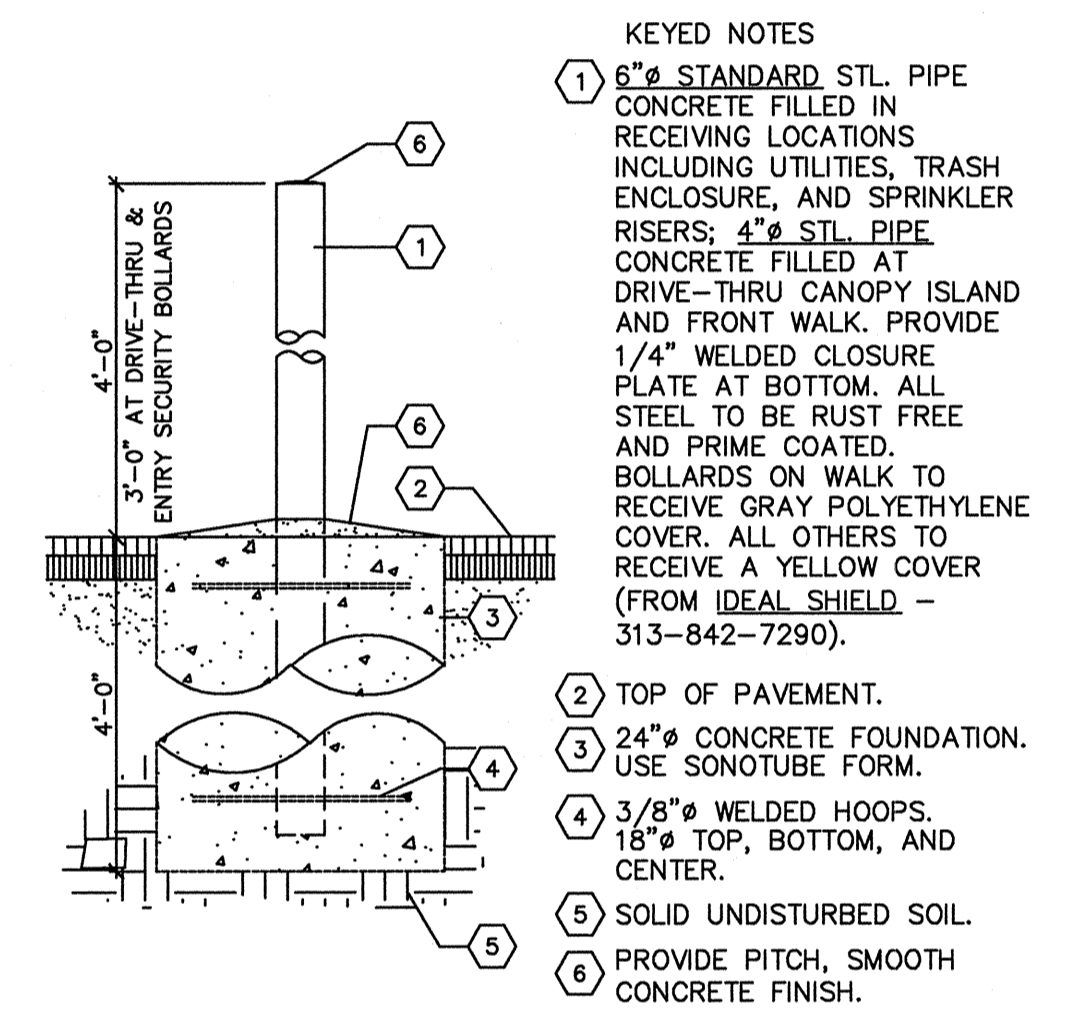 KEYED NOTES
1 6"ø STANDARD STL. PIPE
CONCRETE FILLED IN
RECEIVING LOCATIONS
INCLUDING UTILITIES, TRASH
ENCLOSURE, AND SPRINKLER
RISERS; 4"ø STL. PIPE
CONCRETE FILLED AT
DRIVE-THRU CANOPY ISLAND
AND FRONT WALK. PROVIDE
1/4" WELDED CLOSURE
PLATE AT BOTTOM. ALL
STEEL TO BE RUST FREE
AND PRIME COATED.
BOLLARDS ON WALK TO
RECEIVE GRAY POLYETHYLENE
COVER. ALL OTHERS TO
RECEIVE A YELLOW COVER
(FROM IDEAL SHIELD –
313-842-7290).
2 TOP OF PAVEMENT.
3 24"ø CONCRETE FOUNDATION.
USE SONOTUBE FORM.
4 3/8"ø WELDED HOOPS.
18"ø TOP, BOTTOM, AND
CENTER.
5 SOLID UNDISTURBED SOIL.
6 PROVIDE PITCH, SMOOTH
CONCRETE FINISH.
4'-0"
3'-0" AT DRIVE-THRU &
ENTRY SECURITY BOLLARDS
4'-0"
6
1
6
2
3
4
5